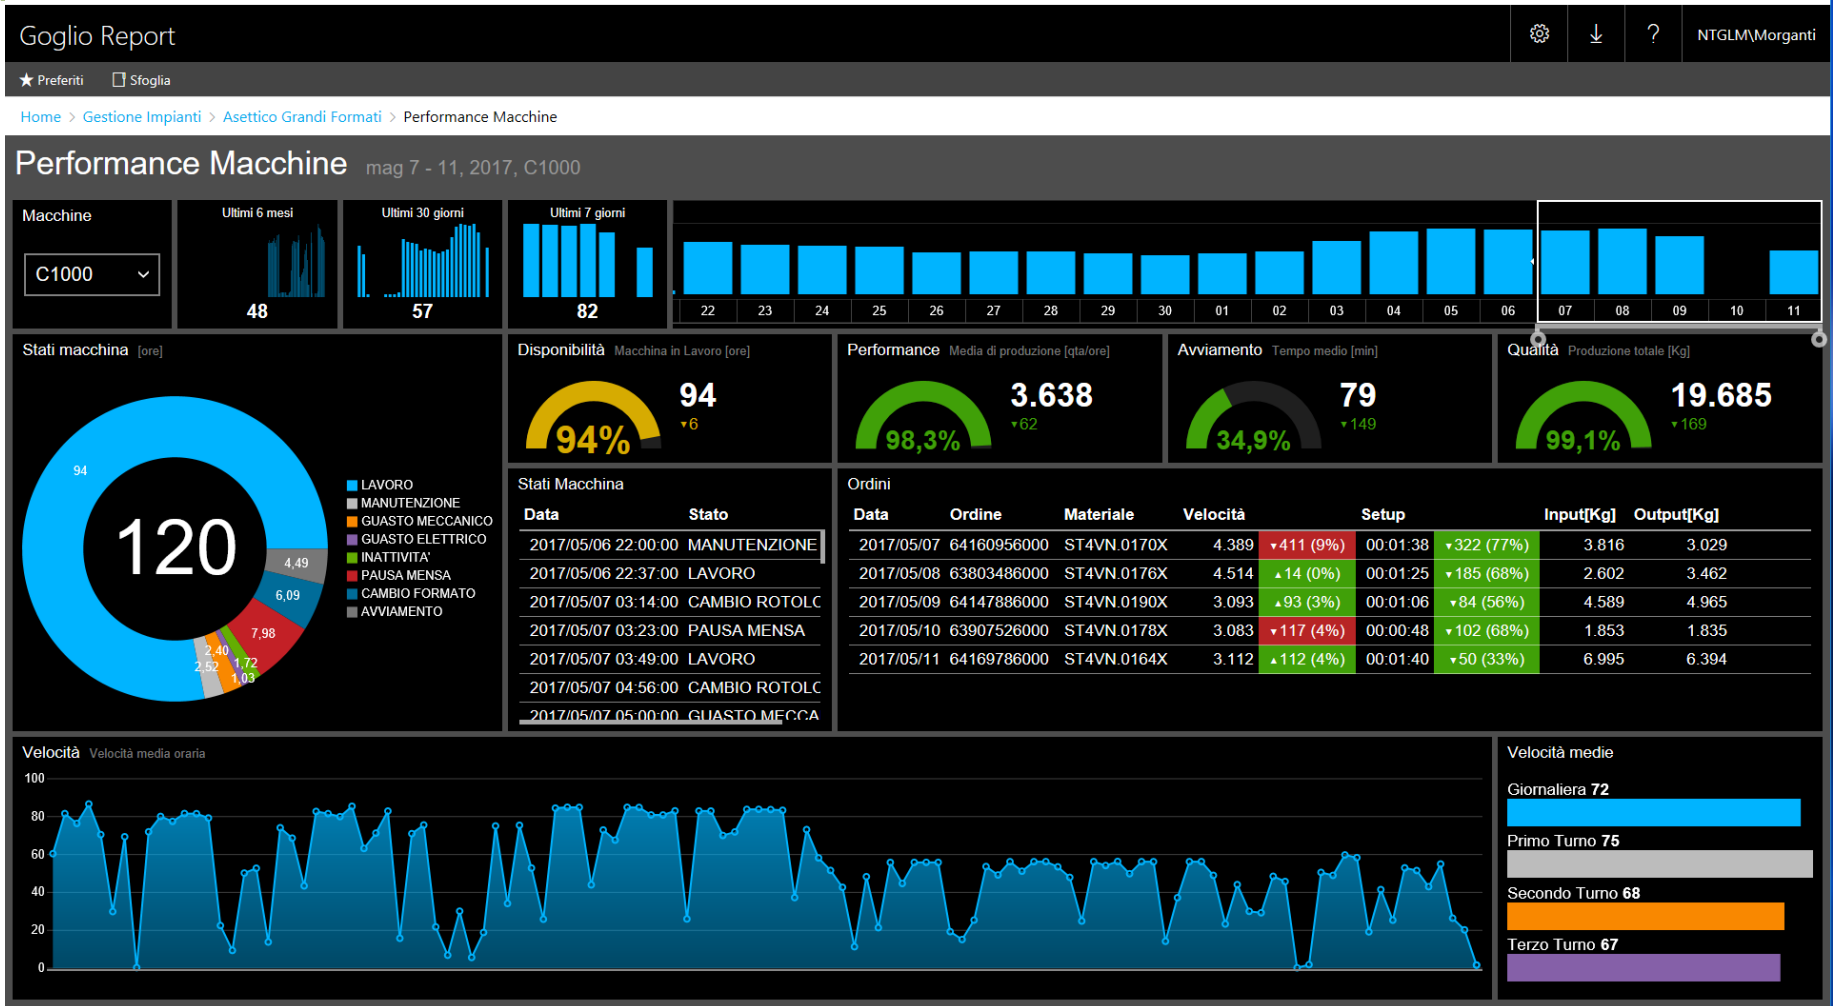 Goglio Report
?
NTGLM\Morganti
Preferiti
Sfoglia
Home > Gestione Impianti > Asettico Grandi Formati > Performance Macchine
Performance Macchine mag 7 - 11, 2017, C1000
Macchine
C1000
Ultimi 6 mesi
48
Ultimi 30 giorni
57
Ultimi 7 giorni
82
22 23 24 25 26 27 28 29 30 01 02 03 04 05 06 07 08 09 10 11
Stati macchina [ore]
94
120
4,49
6,09
7,98
1,72
1,03
2,40
2,52
LAVORO
MANUTENZIONE
GUASTO MECCANICO
GUASTO ELETTRICO
INATTIVITA'
PAUSA MENSA
CAMBIO FORMATO
AVVIAMENTO
Disponibilità Macchina in Lavoro [ore]
94%
94
▾6
Performance Media di produzione [qta/ore]
98,3%
3.638
▾62
Avviamento Tempo medio [min]
34,9%
79
▾149
Qualità Produzione totale [Kg]
99,1%
19.685
▾169
Stati Macchina
Data Stato
2017/05/06 22:00:00 MANUTENZIONE
2017/05/06 22:37:00 LAVORO
2017/05/07 03:14:00 CAMBIO ROTOLO
2017/05/07 03:23:00 PAUSA MENSA
2017/05/07 03:49:00 LAVORO
2017/05/07 04:56:00 CAMBIO ROTOLO
2017/05/07 05:00:00 GUASTO MECCA
Ordini
Data Ordine Materiale Velocità Setup Input[Kg] Output[Kg]
2017/05/07 64160956000 ST4VN.0170X 4.389 ▾411 (9%) 00:01:38 ▾322 (77%) 3.816 3.029
2017/05/08 63803486000 ST4VN.0176X 4.514 ▴14 (0%) 00:01:25 ▾185 (68%) 2.602 3.462
2017/05/09 64147886000 ST4VN.0190X 3.093 ▴93 (3%) 00:01:06 ▾84 (56%) 4.589 4.965
2017/05/10 63907526000 ST4VN.0178X 3.083 ▾117 (4%) 00:00:48 ▾102 (68%) 1.853 1.835
2017/05/11 64169786000 ST4VN.0164X 3.112 ▴112 (4%) 00:01:40 ▾50 (33%) 6.995 6.394
Velocità Velocità media oraria
100
80
60
40
20
0
Velocità medie
Giornaliera 72
Primo Turno 75
Secondo Turno 68
Terzo Turno 67